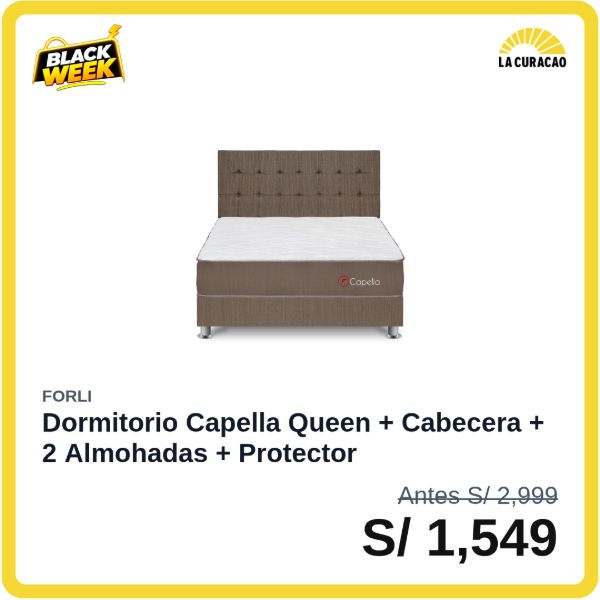 BLACK
WEEK
LA CURACAO
Capella
FORLI
Dormitorio Capella Queen + Cabecera +
2 Almohadas + Protector
Antes S/ 2,999
S/ 1,549